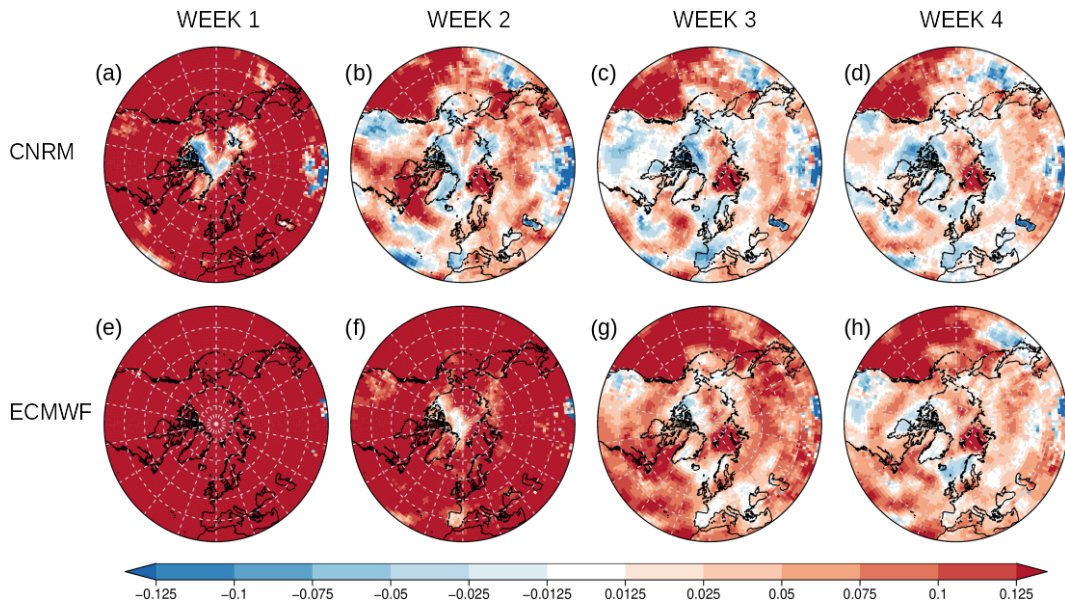 WEEK 1 WEEK 2 WEEK 3 WEEK 4
(a) (b) (c) (d)
CNRM
(e) (f) (g) (h)
ECMWF
−0.125 −0.1 −0.075 −0.05 −0.025 −0.0125 0.0125 0.025 0.05 0.075 0.1 0.125